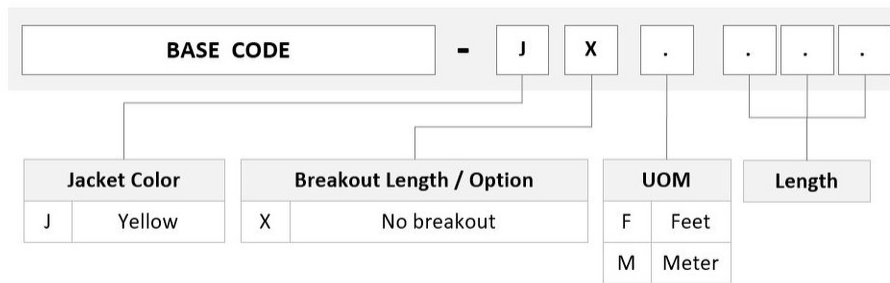 BASE CODE - J X . . . .
Jacket Color
J Yellow
Breakout Length / Option
X No breakout
UOM
F Feet
M Meter
Length